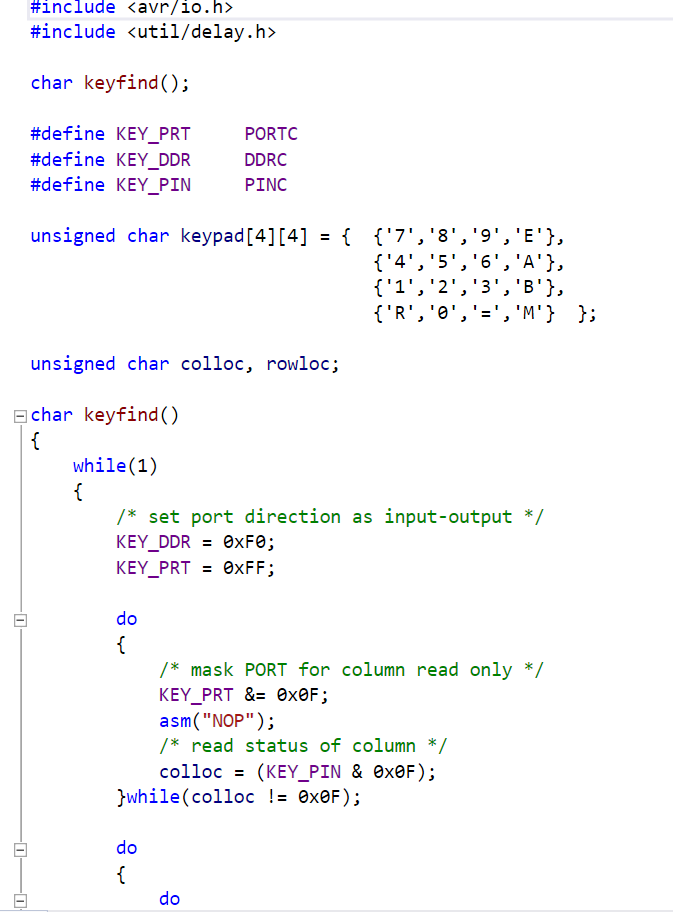 #include <avr/io.h>
#include <util/delay.h>

char keyfind();

#define KEY_PRT     PORTC
#define KEY_DDR     DDRC
#define KEY_PIN     PINC

unsigned char keypad[4][4] = {  {'7','8','9','E'},
                                {'4','5','6','A'},
                                {'1','2','3','B'},
                                {'R','0','=','M'}  };

unsigned char colloc, rowloc;

char keyfind()
{
    while(1)
    {
        /* set port direction as input-output */
        KEY_DDR = 0xF0;
        KEY_PRT = 0xFF;

        do
        {
            /* mask PORT for column read only */
            KEY_PRT &= 0x0F;
            asm("NOP");
            /* read status of column */
            colloc = (KEY_PIN & 0x0F);
        }while(colloc != 0x0F);

        do
        {
            do